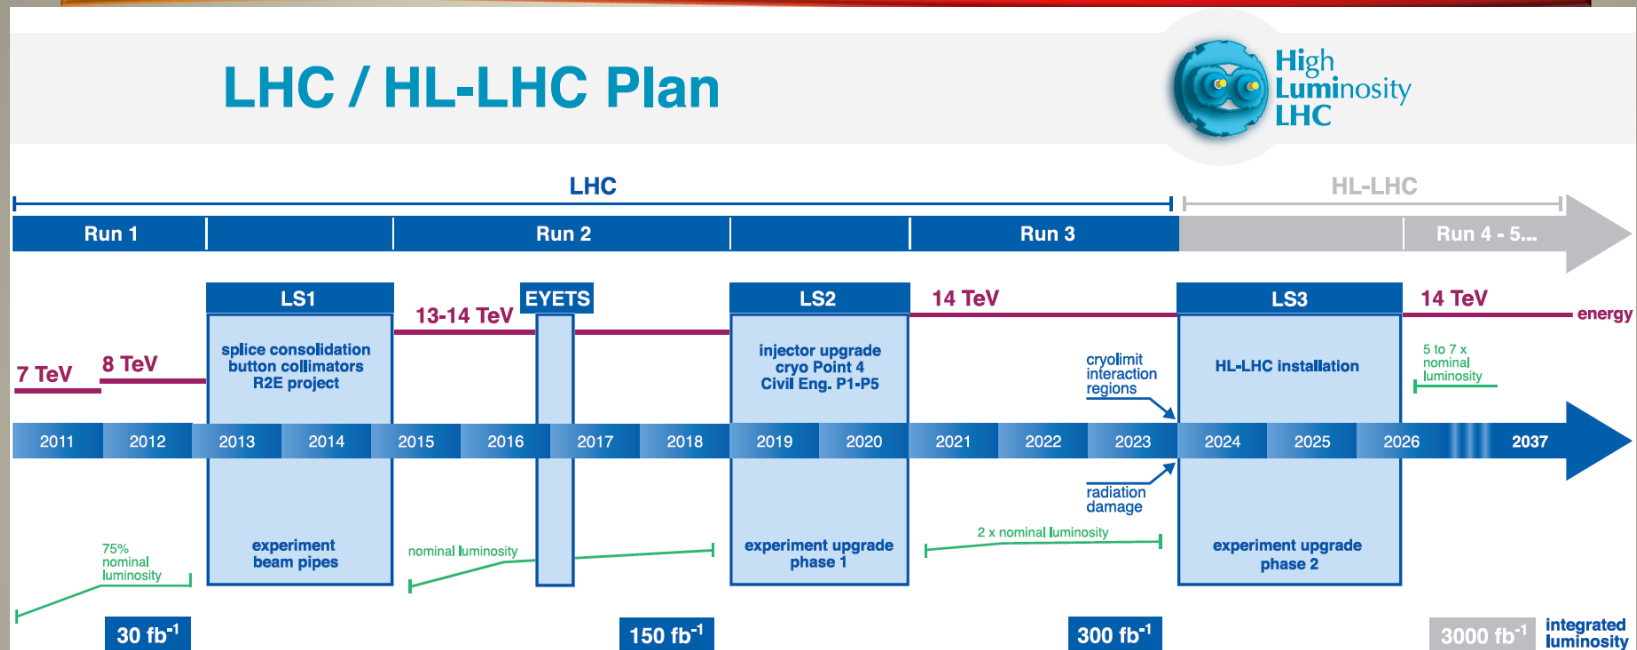 LHC / HL-LHC Plan
High
Luminosity
LHC
LHC
HL-LHC
Run 1
Run 2
Run 3
Run 4 - 5...
LS1
EYETS
LS2
14 TeV
LS3
14 TeV
energy
13-14 TeV
7 TeV
8 TeV
splice consolidation
button collimators
R2E project
injector upgrade
cryo Point 4
Civil Eng. P1-P5
cryolimit
interaction
regions
HL-LHC installation
5 to 7 x
nominal
luminosity
2011
2012
2013
2014
2015
2016
2017
2018
2019
2020
2021
2022
2023
2024
2025
2026
2037
radiation
damage
75%
nominal
luminosity
experiment
beam pipes
nominal luminosity
experiment upgrade
phase 1
2 x nominal luminosity
experiment upgrade
phase 2
30 fb⁻¹
150 fb⁻¹
300 fb⁻¹
3000 fb⁻¹
integrated
luminosity